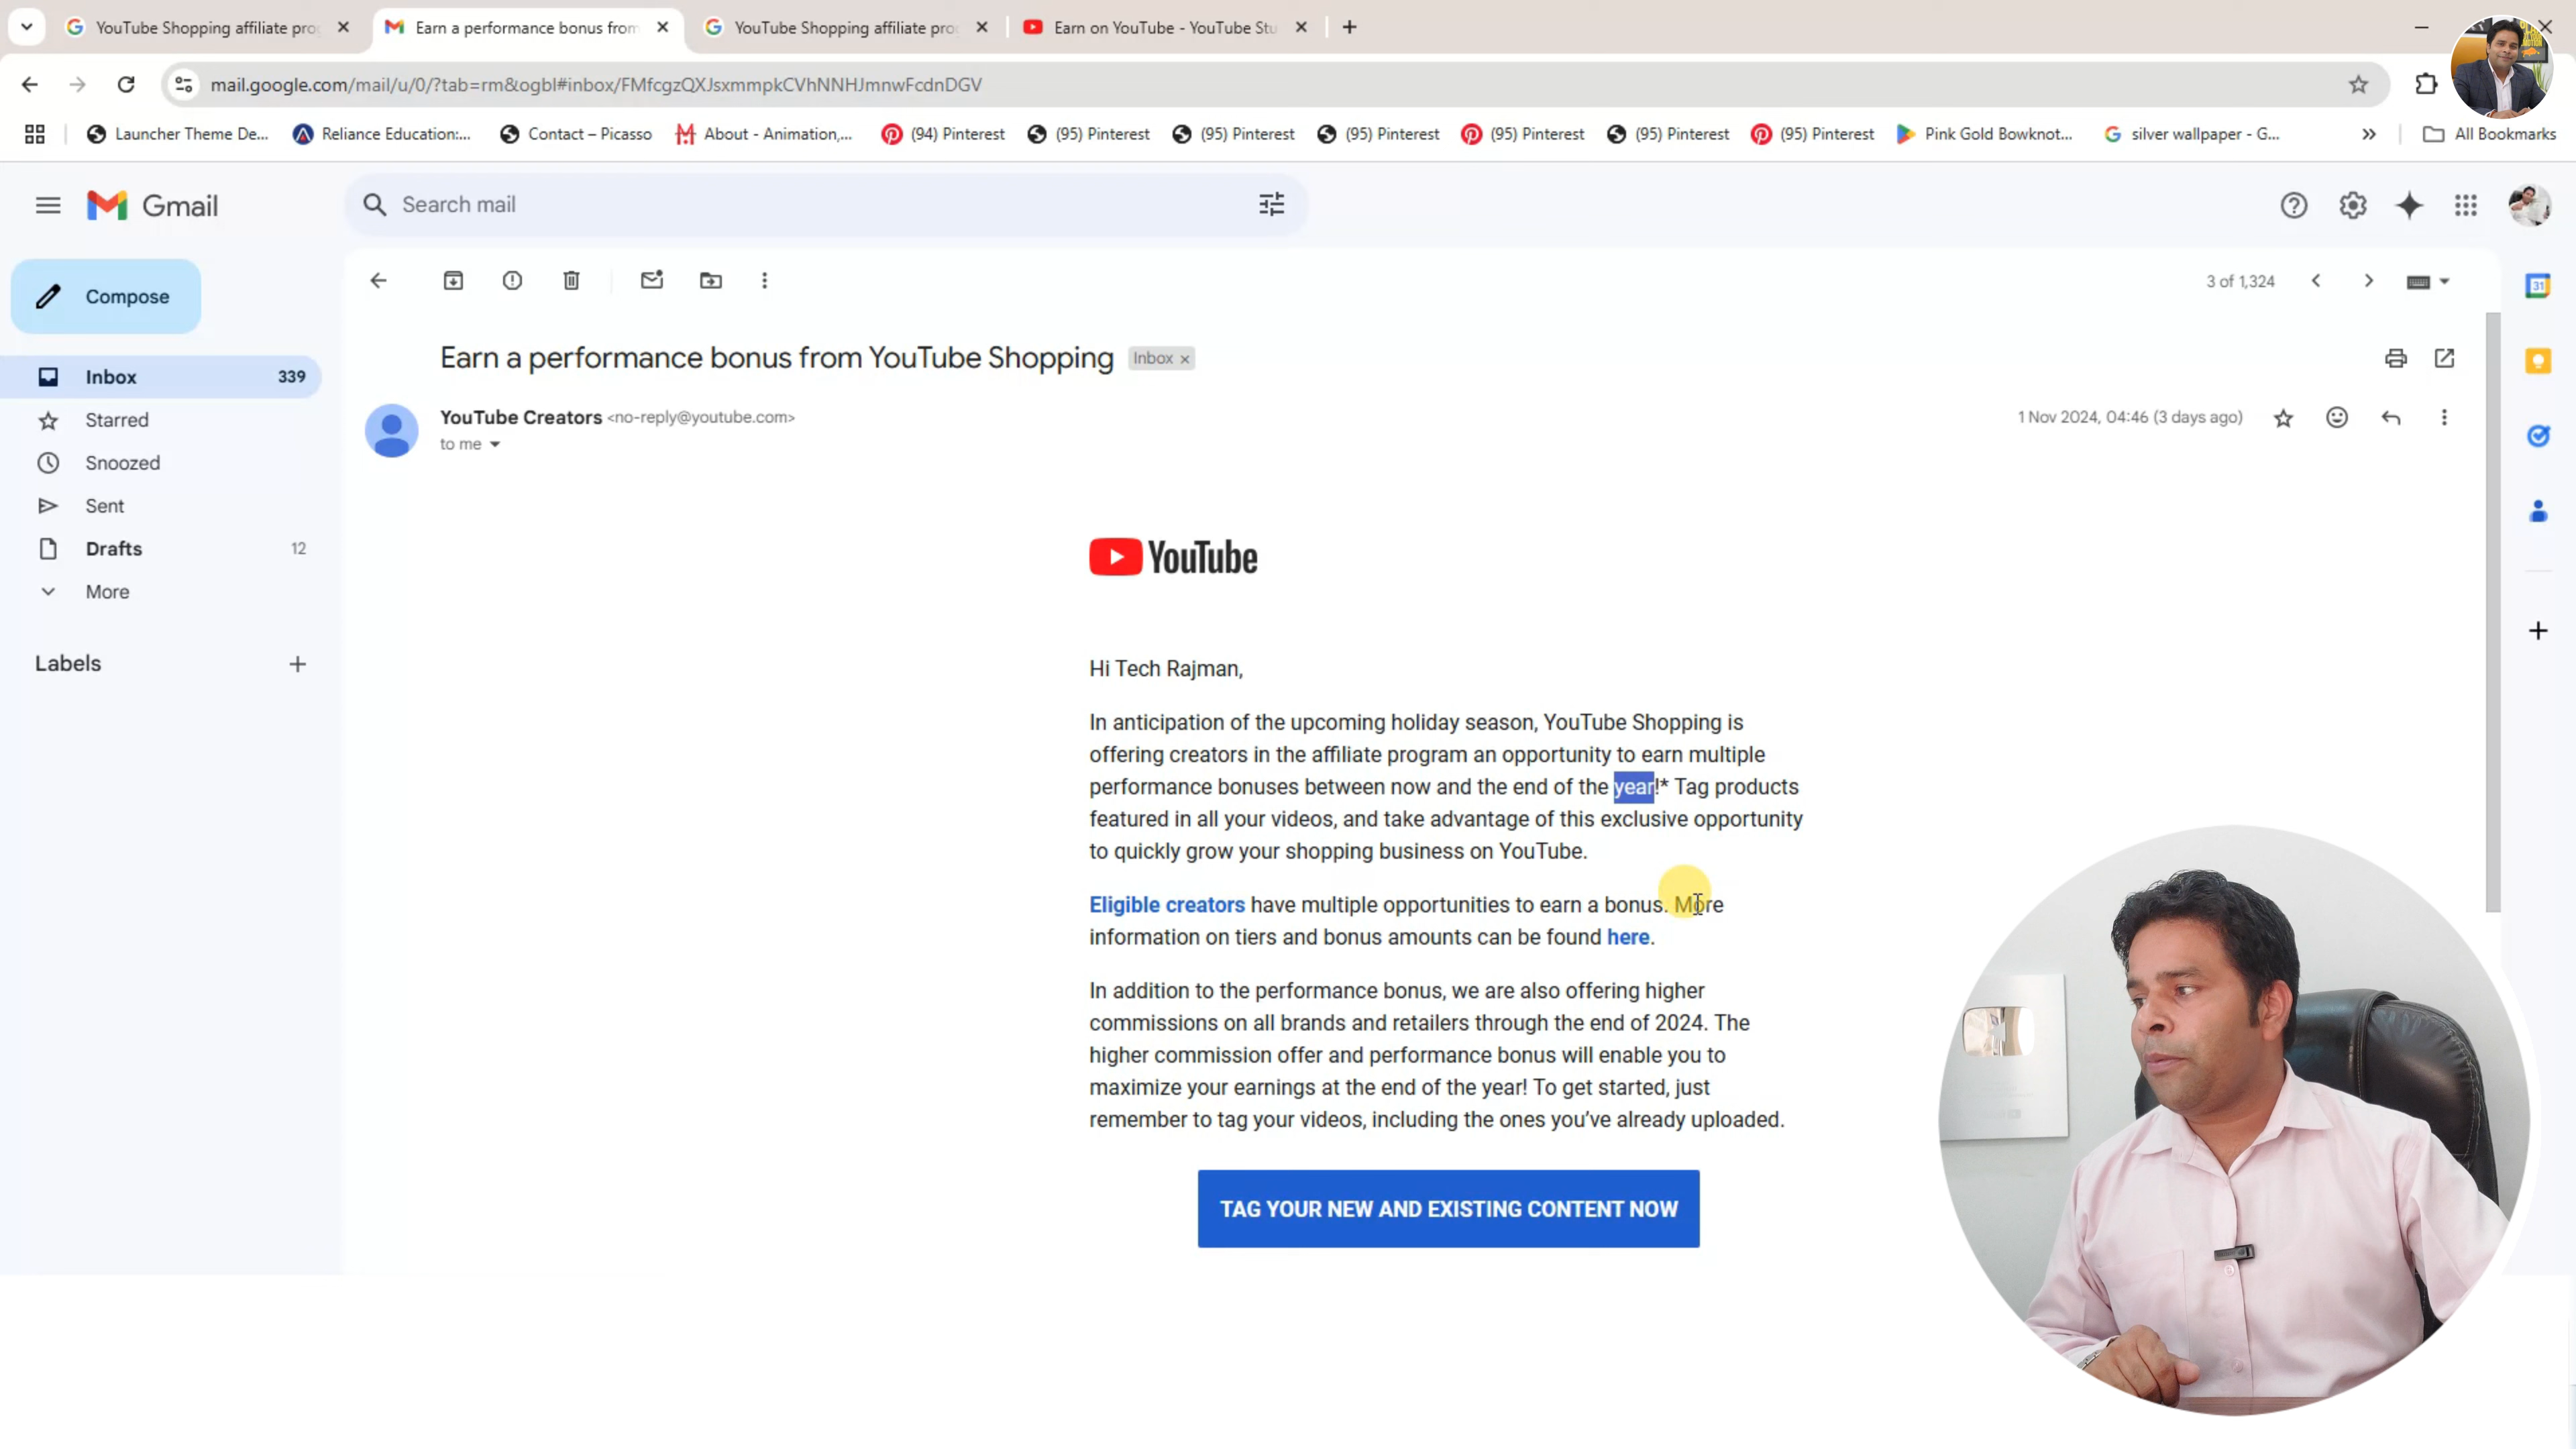 YouTube Shopping affiliate pro
Earn a performance bonus from
YouTube Shopping affiliate pro
Earn on YouTube - YouTube Stu
mail.google.com/mail/u/0/?tab=rm&ogbl#inbox/FMfcgzQXJsxmmpkCVhNNHJmnwFcdnDGV
Launcher Theme De...
Reliance Education:...
Contact – Picasso
About - Animation,...
(94) Pinterest
(95) Pinterest
(95) Pinterest
(95) Pinterest
(95) Pinterest
(95) Pinterest
(95) Pinterest
Pink Gold Bowknot...
silver wallpaper - G...
All Bookmarks
Gmail
Search mail
Compose
3 of 1,324
31
Inbox 339
Starred
Snoozed
Sent
Drafts 12
More
Labels
Earn a performance bonus from YouTube Shopping Inbox x
YouTube Creators <no-reply@youtube.com>
1 Nov 2024, 04:46 (3 days ago)
to me
YouTube
Hi Tech Rajman,
In anticipation of the upcoming holiday season, YouTube Shopping is
offering creators in the affiliate program an opportunity to earn multiple
performance bonuses between now and the end of the year!* Tag products
featured in all your videos, and take advantage of this exclusive opportunity
to quickly grow your shopping business on YouTube.
Eligible creators have multiple opportunities to earn a bonus. More
information on tiers and bonus amounts can be found here.
In addition to the performance bonus, we are also offering higher
commissions on all brands and retailers through the end of 2024. The
higher commission offer and performance bonus will enable you to
maximize your earnings at the end of the year! To get started, just
remember to tag your videos, including the ones you’ve already uploaded.
TAG YOUR NEW AND EXISTING CONTENT NOW